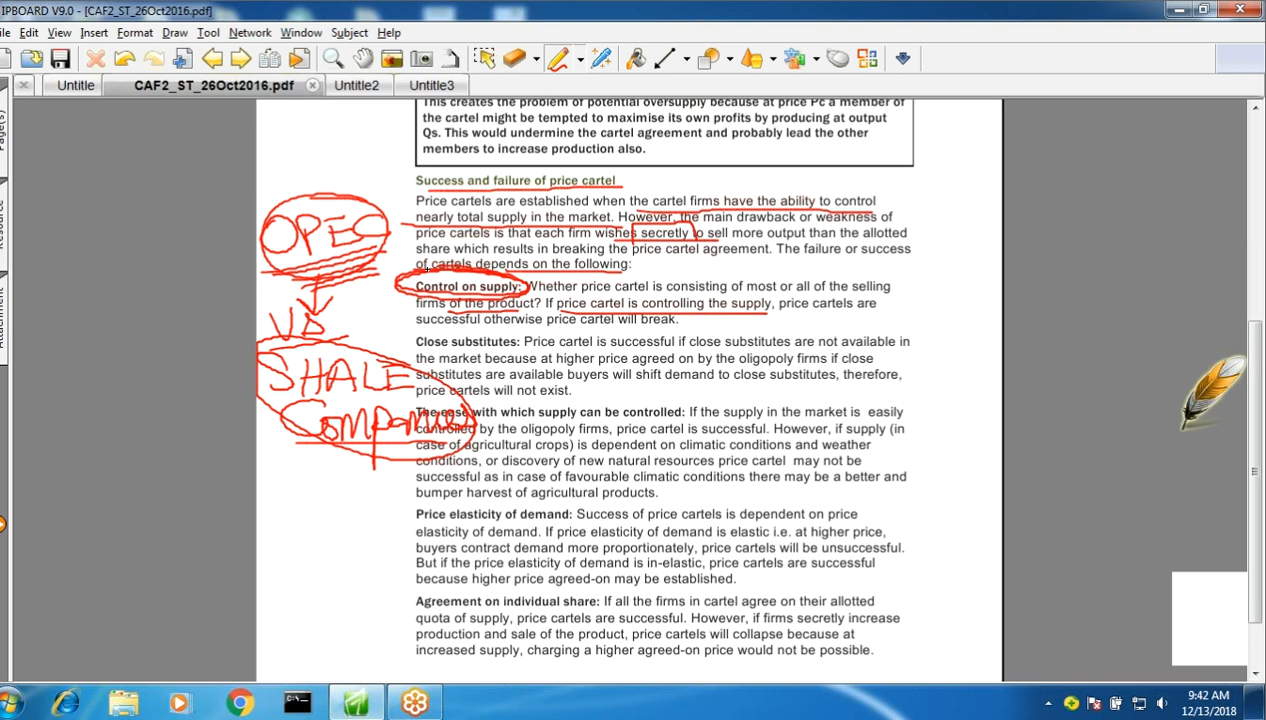 IPBOARD V9.0 - [CAF2_ST_26Oct2016.pdf]
ile Edit View Insert Format Draw Tool Network Window Subject Help
Untitle CAF2_ST_26Oct2016.pdf Untitle2 Untitle3
Page(s)
Resource
Attachment
This creates the problem of potential oversupply because at price Pc a member of
the cartel might be tempted to maximise its own profits by producing at output
Qs. This would undermine the cartel agreement and probably lead the other
members to increase production also.
Success and failure of price cartel
Price cartels are established when the cartel firms have the ability to control
nearly total supply in the market. However, the main drawback or weakness of
price cartels is that each firm wishes secretly to sell more output than the allotted
share which results in breaking the price cartel agreement. The failure or success
of cartels depends on the following:
Control on supply: Whether price cartel is consisting of most or all of the selling
firms of the product? If price cartel is controlling the supply, price cartels are
successful otherwise price cartel will break.
Close substitutes: Price cartel is successful if close substitutes are not available in
the market because at higher price agreed on by the oligopoly firms if close
substitutes are available buyers will shift demand to close substitutes, therefore,
price cartels will not exist.
The ease with which supply can be controlled: If the supply in the market is easily
controlled by the oligopoly firms, price cartel is successful. However, if supply (in
case of agricultural crops) is dependent on climatic conditions and weather
conditions, or discovery of new natural resources price cartel may not be
successful as in case of favourable climatic conditions there may be a better and
bumper harvest of agricultural products.
Price elasticity of demand: Success of price cartels is dependent on price
elasticity of demand. If price elasticity of demand is elastic i.e. at higher price,
buyers contract demand more proportionately, price cartels will be unsuccessful.
But if the price elasticity of demand is in-elastic, price cartels are successful
because higher price agreed-on may be established.
Agreement on individual share: If all the firms in cartel agree on their allotted
quota of supply, price cartels are successful. However, if firms secretly increase
production and sale of the product, price cartels will collapse because at
increased supply, charging a higher agreed-on price would not be possible.
OPEC
SHALE
Companies
9:42 AM
12/13/2018